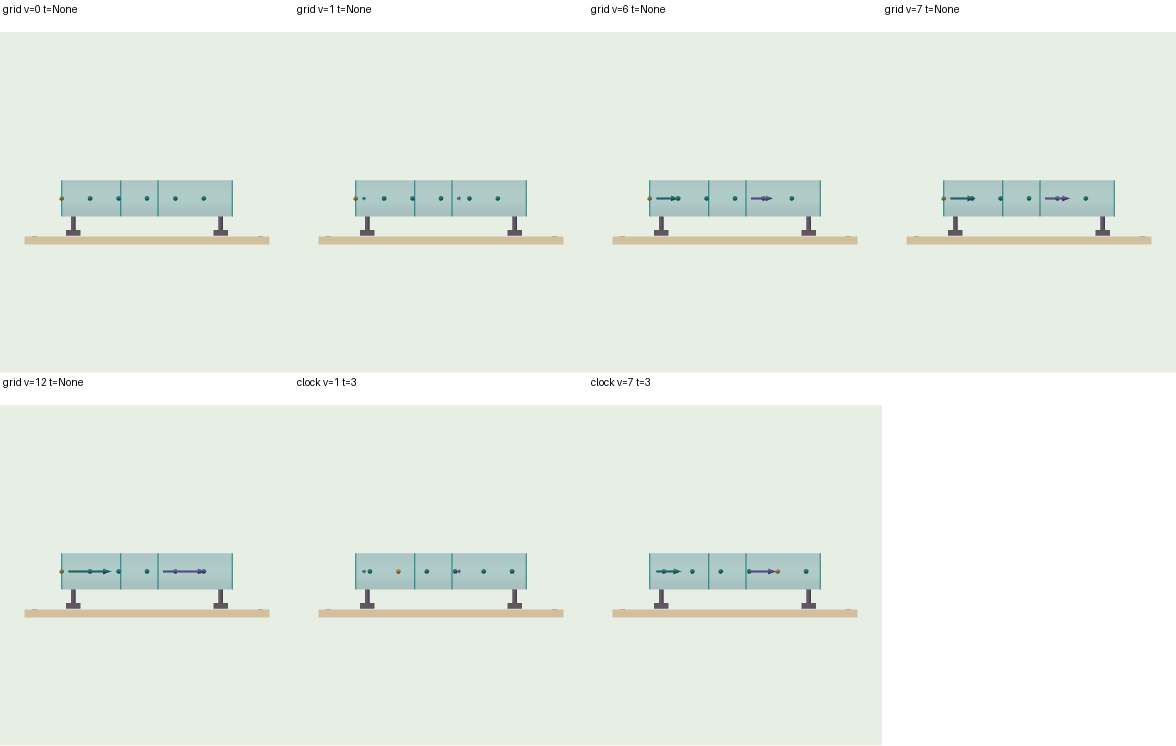 grid v=0 t=None
grid v=1 t=None
grid v=6 t=None
grid v=7 t=None
grid v=12 t=None
clock v=1 t=3
clock v=7 t=3